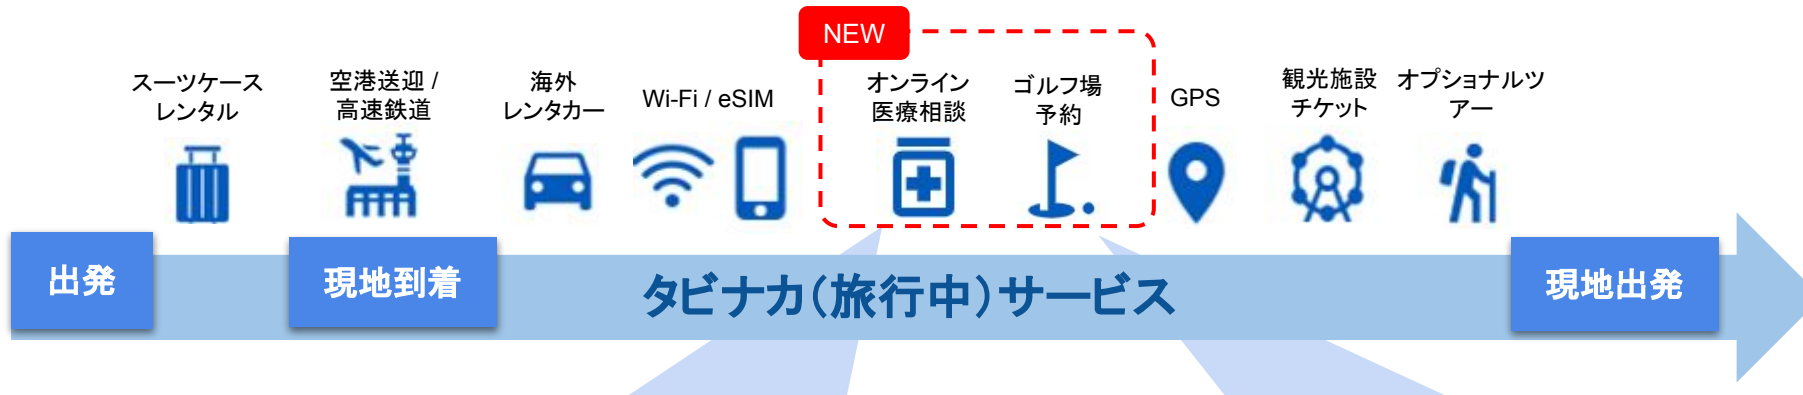 NEW
スーツケース
レンタル
空港送迎 /
高速鉄道
海外
レンタカー
Wi-Fi / eSIM
オンライン
医療相談
ゴルフ場
予約
GPS
観光施設
チケット
オプショナルツ
アー
出発
現地到着
タビナカ（旅行中）サービス
現地出発